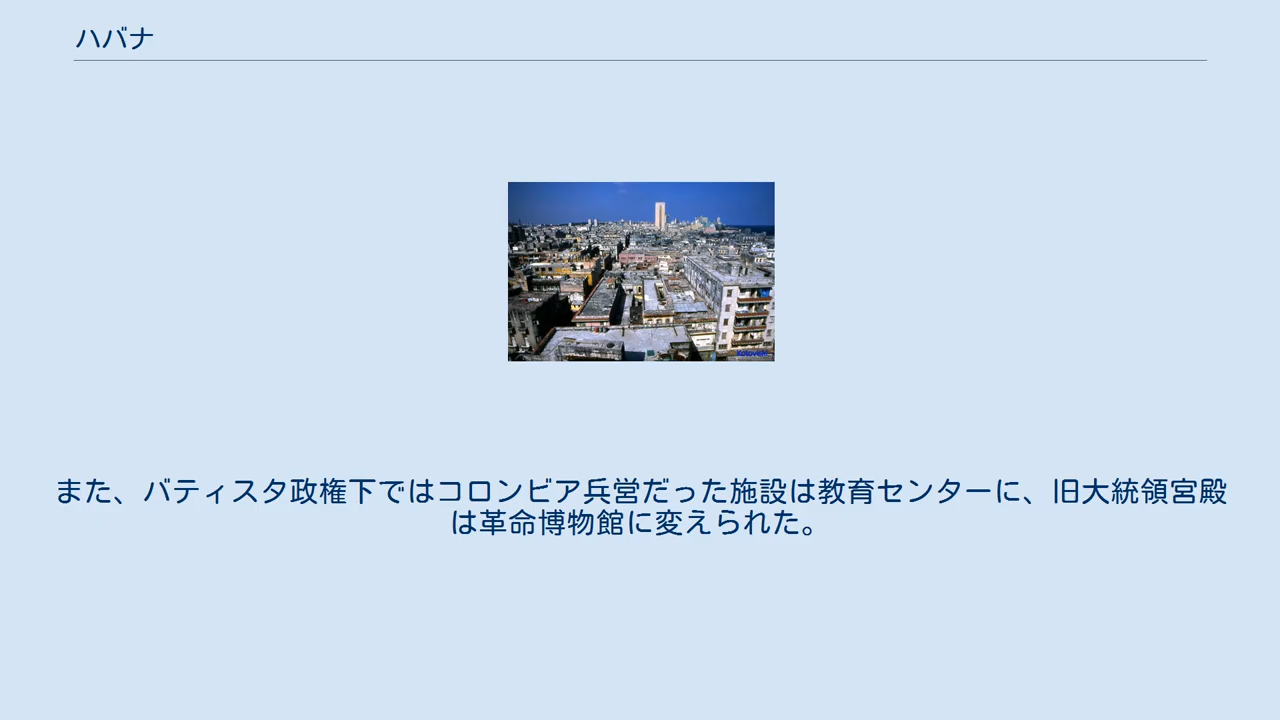 ハバナ
また、バティスタ政権下ではコロンビア兵営だった施設は教育センターに、旧大統領宮殿
は革命博物館に変えられた。